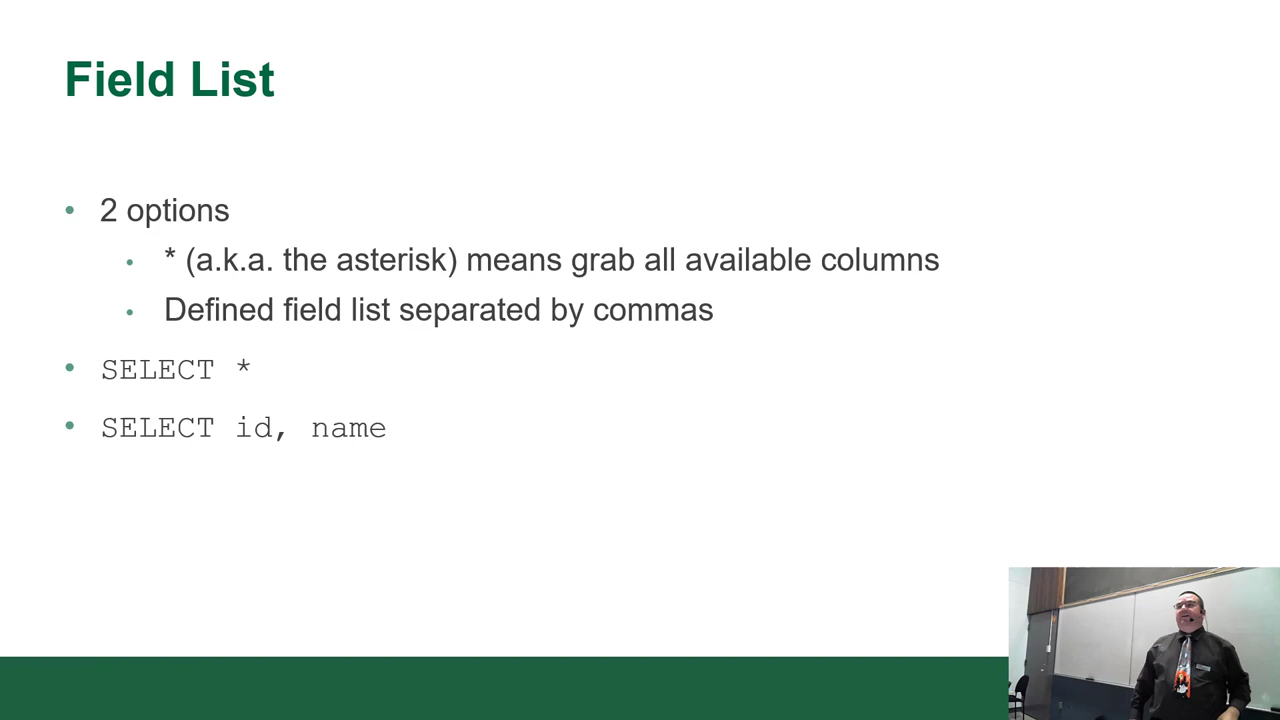 Field List
• 2 options
• * (a.k.a. the asterisk) means grab all available columns
• Defined field list separated by commas
• SELECT *
• SELECT id, name